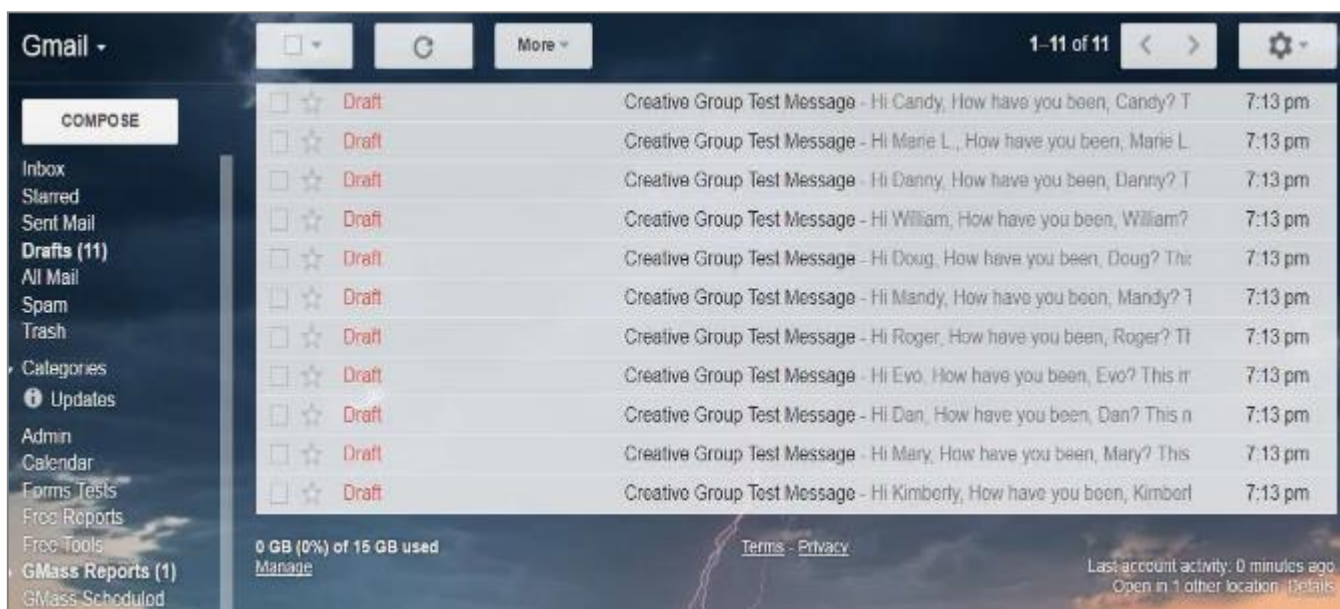 Gmail
More
1–11 of 11
COMPOSE
Inbox
Starred
Sent Mail
Drafts (11)
All Mail
Spam
Trash
Categories
Updates
Admin
Calendar
Forms Tests
Free Reports
Free Tools
GMass Reports (1)
GMass Scheduled
Draft Creative Group Test Message - Hi Candy, How have you been, Candy? T 7:13 pm
Draft Creative Group Test Message - Hi Marie L., How have you been, Marie L. 7:13 pm
Draft Creative Group Test Message - Hi Danny, How have you been, Danny? T 7:13 pm
Draft Creative Group Test Message - Hi William, How have you been, William? 7:13 pm
Draft Creative Group Test Message - Hi Doug, How have you been, Doug? This 7:13 pm
Draft Creative Group Test Message - Hi Mandy, How have you been, Mandy? T 7:13 pm
Draft Creative Group Test Message - Hi Roger, How have you been, Roger? Th 7:13 pm
Draft Creative Group Test Message - Hi Evo, How have you been, Evo? This m 7:13 pm
Draft Creative Group Test Message - Hi Dan, How have you been, Dan? This n 7:13 pm
Draft Creative Group Test Message - Hi Mary, How have you been, Mary? This 7:13 pm
Draft Creative Group Test Message - Hi Kimberly, How have you been, Kimberl 7:13 pm
0 GB (0%) of 15 GB used
Manage
Terms - Privacy
Last account activity: 0 minutes ago
Open in 1 other location Details